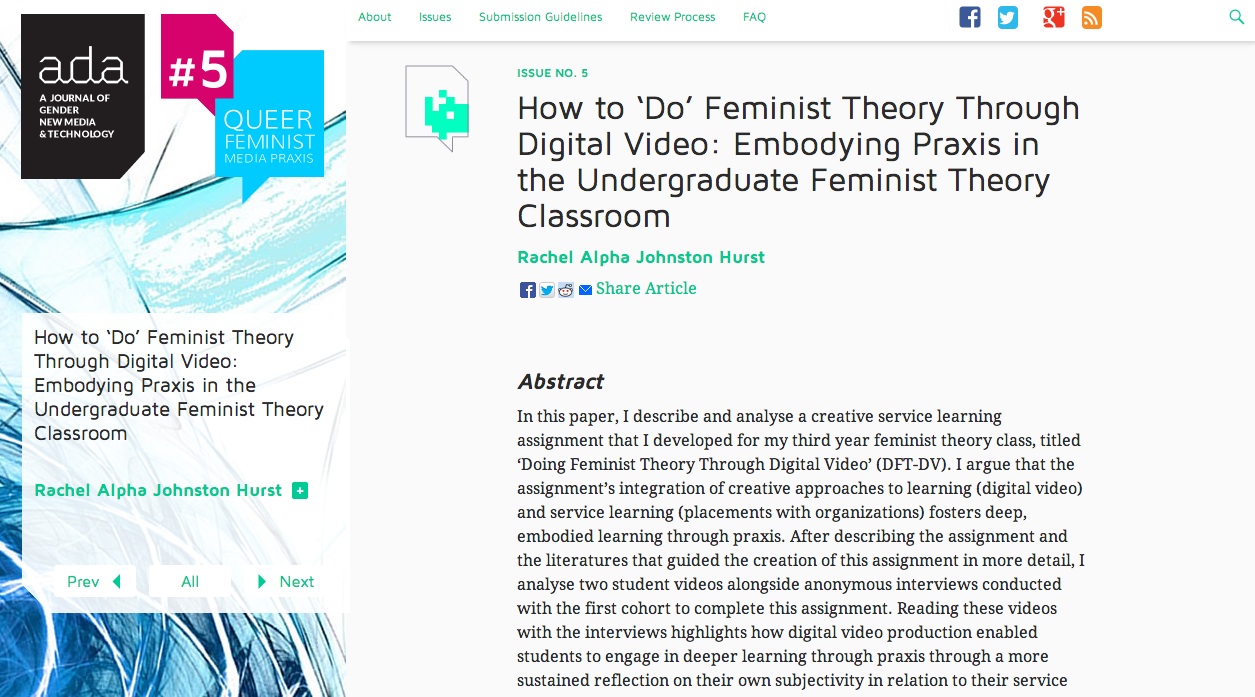 ada
A JOURNAL OF
GENDER
NEW MEDIA
& TECHNOLOGY
#5
QUEER
FEMINIST
MEDIA PRAXIS
How to ‘Do’ Feminist Theory
Through Digital Video:
Embodying Praxis in the
Undergraduate Feminist Theory
Classroom
Rachel Alpha Johnston Hurst +
Prev All Next
About Issues Submission Guidelines Review Process FAQ
ISSUE NO. 5
How to ‘Do’ Feminist Theory Through
Digital Video: Embodying Praxis in
the Undergraduate Feminist Theory
Classroom
Rachel Alpha Johnston Hurst
Share Article
Abstract
In this paper, I describe and analyse a creative service learning
assignment that I developed for my third year feminist theory class, titled
‘Doing Feminist Theory Through Digital Video’ (DFT-DV). I argue that the
assignment’s integration of creative approaches to learning (digital video)
and service learning (placements with organizations) fosters deep,
embodied learning through praxis. After describing the assignment and
the literatures that guided the creation of this assignment in more detail, I
analyse two student videos alongside anonymous interviews conducted
with the first cohort to complete this assignment. Reading these videos
with the interviews highlights how digital video production enabled
students to engage in deeper learning through praxis through a more
sustained reflection on their own subjectivity in relation to their service